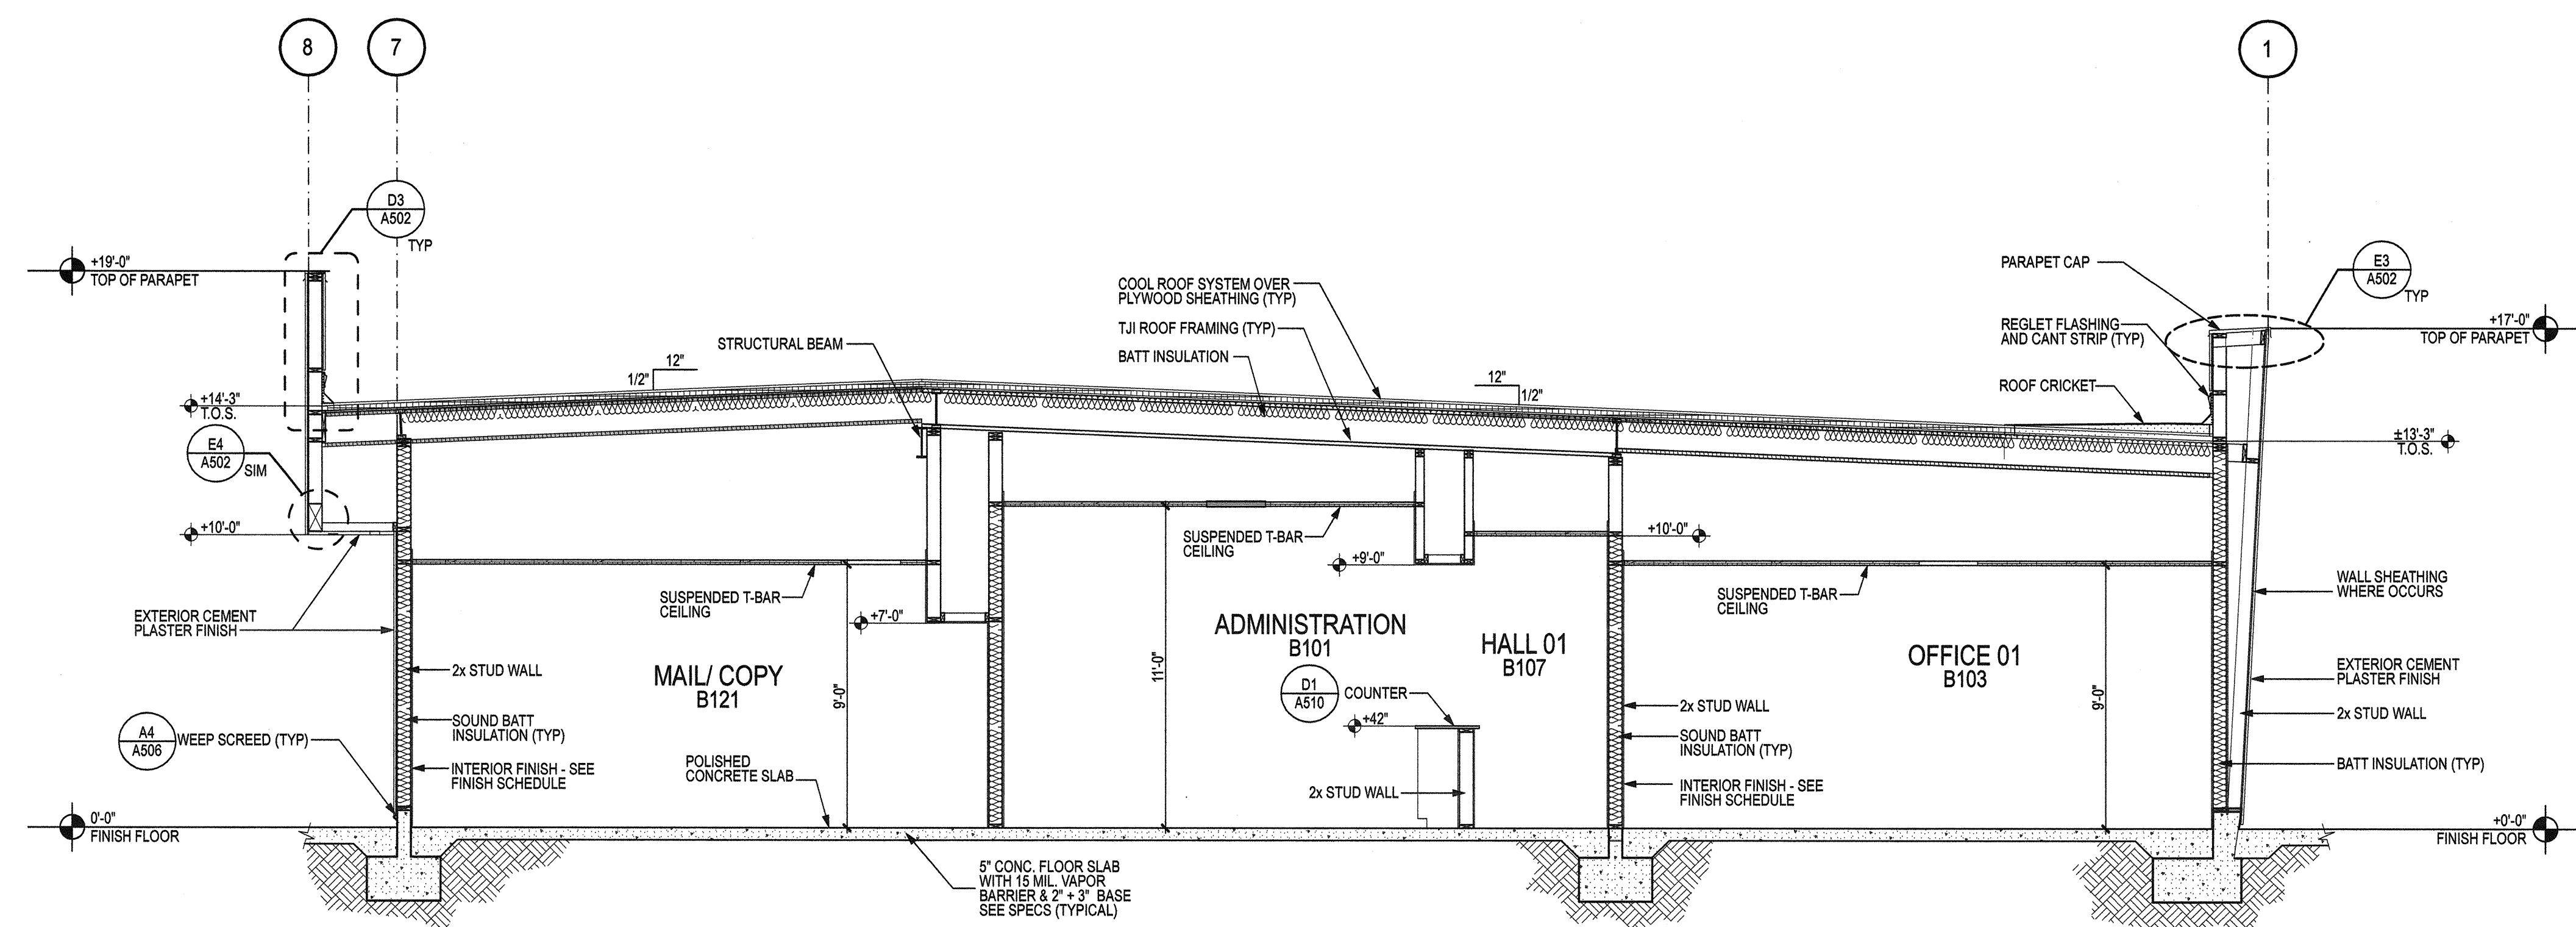 8
7
1
D3
A502
TYP
+19'-0"
TOP OF PARAPET
PARAPET CAP
E3
A502
TYP
COOL ROOF SYSTEM OVER
PLYWOOD SHEATHING (TYP)
TJI ROOF FRAMING (TYP)
BATT INSULATION
STRUCTURAL BEAM
REGLET FLASHING
AND CANT STRIP (TYP)
+17'-0"
TOP OF PARAPET
12"
1/2"
12"
1/2"
ROOF CRICKET
+14'-3"
T.O.S.
±13'-3"
T.O.S.
E4
A502
SIM
+10'-0"
SUSPENDED T-BAR
CEILING
+10'-0"
+9'-0"
SUSPENDED T-BAR
CEILING
SUSPENDED T-BAR
CEILING
WALL SHEATHING
WHERE OCCURS
EXTERIOR CEMENT
PLASTER FINISH
+7'-0"
ADMINISTRATION
B101
HALL 01
B107
OFFICE 01
B103
MAIL/ COPY
B121
2x STUD WALL
9'-0"
11'-0"
D1
A510
COUNTER
+42"
9'-0"
EXTERIOR CEMENT
PLASTER FINISH
2x STUD WALL
2x STUD WALL
A4
A506
WEEP SCREED (TYP)
SOUND BATT
INSULATION (TYP)
SOUND BATT
INSULATION (TYP)
BATT INSULATION (TYP)
INTERIOR FINISH - SEE
FINISH SCHEDULE
POLISHED
CONCRETE SLAB
2x STUD WALL
INTERIOR FINISH - SEE
FINISH SCHEDULE
0'-0"
FINISH FLOOR
+0'-0"
FINISH FLOOR
5" CONC. FLOOR SLAB
WITH 15 MIL. VAPOR
BARRIER & 2" + 3" BASE
SEE SPECS (TYPICAL)